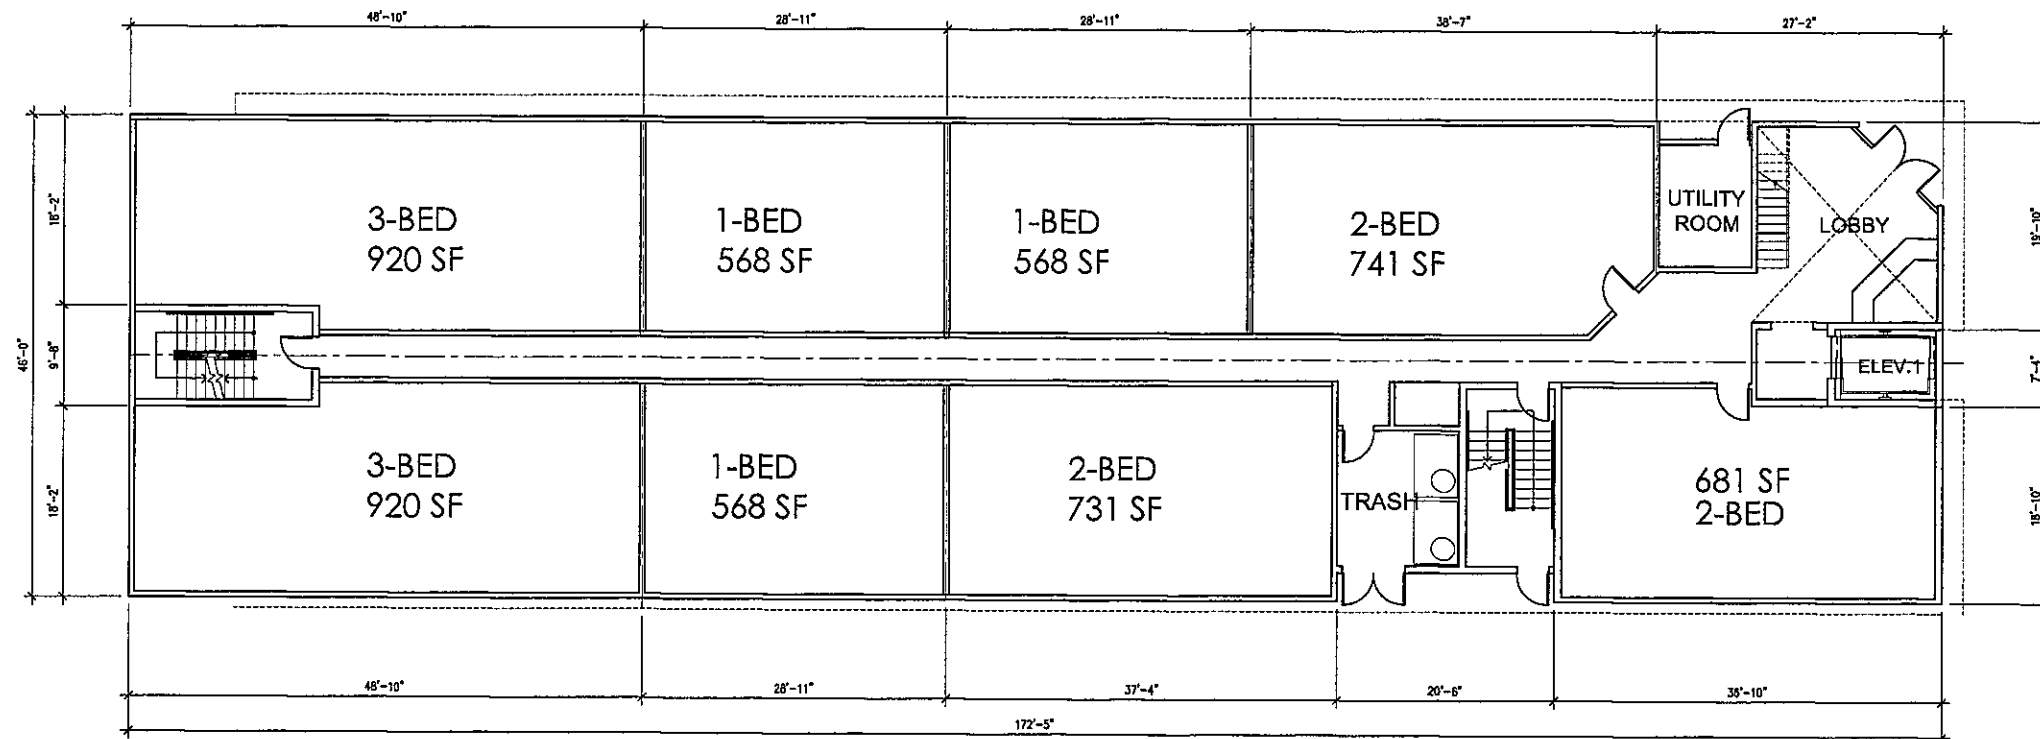 48'-10"
28'-11"
28'-11"
38'-7"
27'-2"
46'-0"
18'-2"
9'-8"
18'-2"
3-BED
920 SF
1-BED
568 SF
1-BED
568 SF
2-BED
741 SF
UTILITY
ROOM
LOBBY
19'-10"
7'-4"
18'-10"
ELEV.1
3-BED
920 SF
1-BED
568 SF
2-BED
731 SF
TRASH
681 SF
2-BED
48'-10"
28'-11"
37'-4"
20'-6"
36'-10"
172'-5"